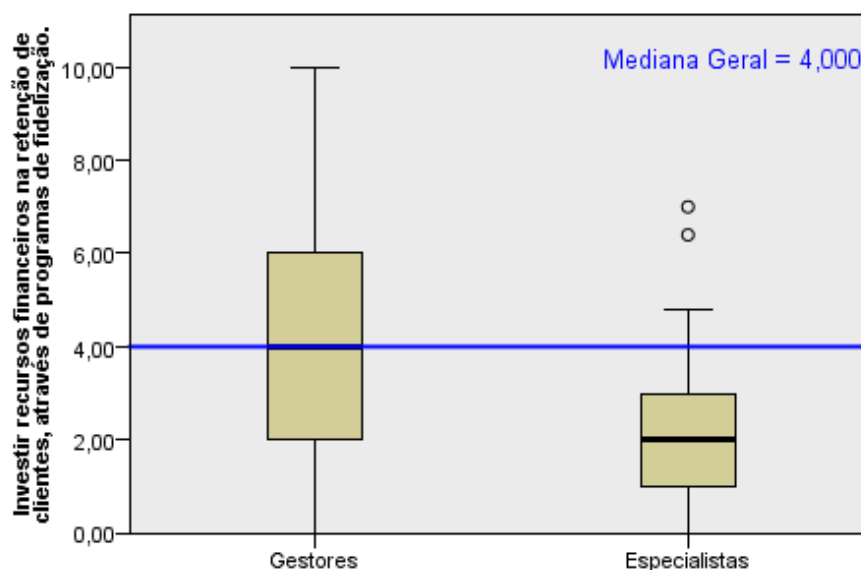 Investir recursos financeiros na retenção de
clientes, através de programas de fidelização.
Mediana Geral = 4,000
10,00
8,00
6,00
4,00
2,00
0,00
Gestores
Especialistas